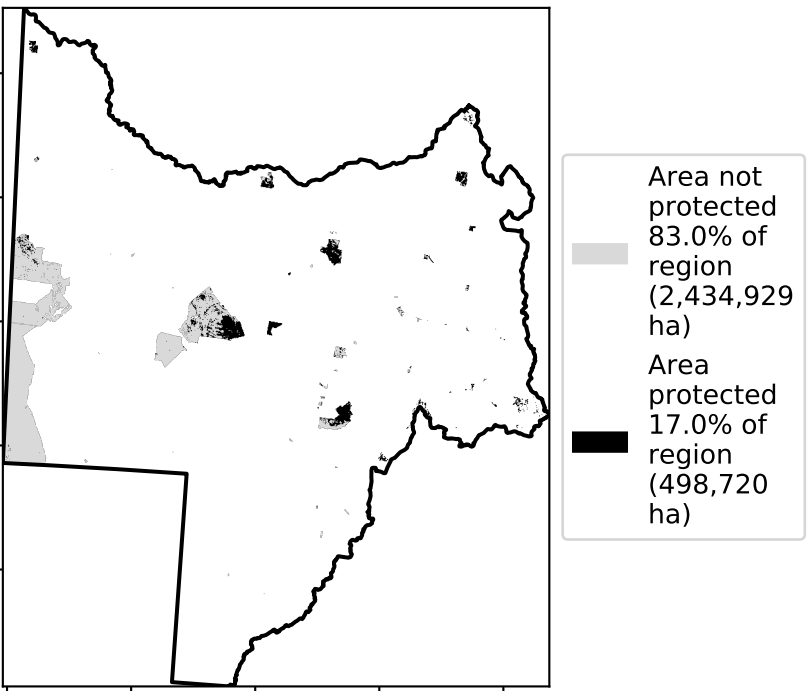 Area not
protected
83.0% of
region
(2,434,929
ha)
Area
protected
17.0% of
region
(498,720
ha)